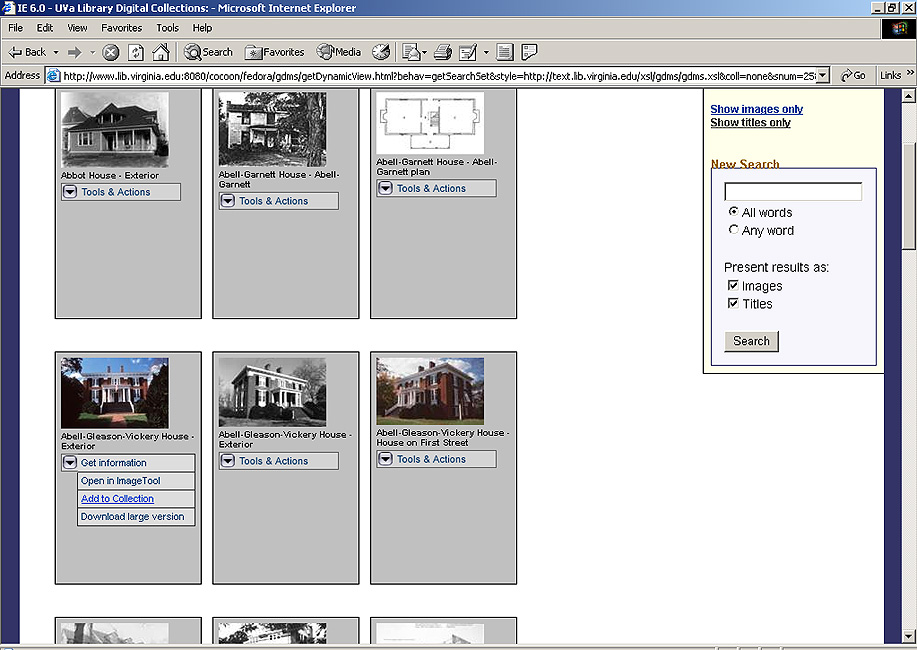 IE 6.0 - UVa Library Digital Collections: - Microsoft Internet Explorer
File Edit View Favorites Tools Help
Back Search Favorites Media
Address http://www.lib.virginia.edu:8080/cocoon/fedora/gdms/getDynamicView.html?behav=getSearchSet&style=http://text.lib.virginia.edu/xsl/gdms/gdms.xsl&coll=none&snum=25 Go Links »
Abbot House - Exterior
Tools & Actions
Abell-Garnett House - Abell-
Garnett
Tools & Actions
Abell-Garnett House - Abell-
Garnett plan
Tools & Actions
Show images only
Show titles only
New Search
All words
Any word
Present results as:
Images
Titles
Search
Abell-Gleason-Vickery House -
Exterior
Get information
Open in ImageTool
Add to Collection
Download large version
Abell-Gleason-Vickery House -
Exterior
Tools & Actions
Abell-Gleason-Vickery House -
House on First Street
Tools & Actions